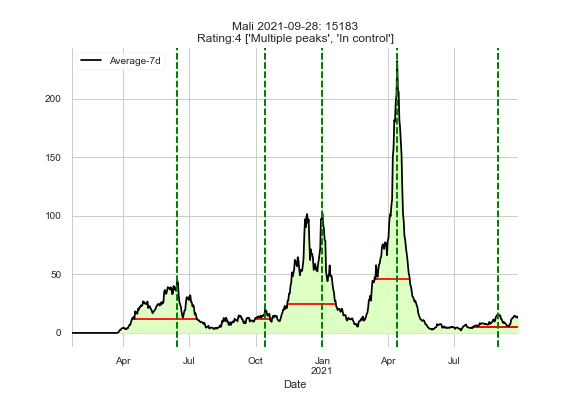 Mali 2021-09-28: 15183
Rating:4 ['Multiple peaks', 'In control']
Average-7d
200
150
100
50
0
Apr
Jul
Oct
Jan
2021
Apr
Jul
Date